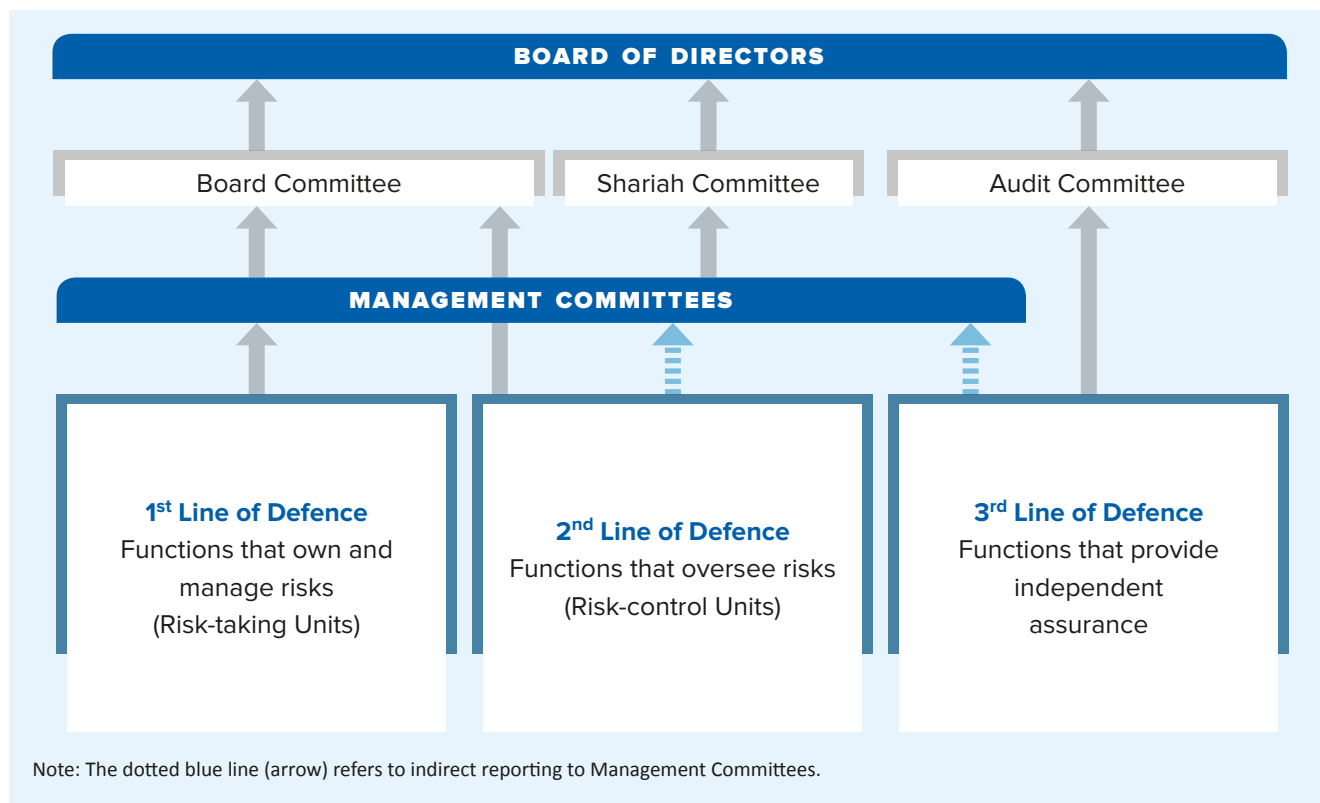 BOARD OF DIRECTORS
Board Committee
Shariah Committee
Audit Committee
MANAGEMENT COMMITTEES
1st Line of Defence
Functions that own and
manage risks
(Risk-taking Units)
2nd Line of Defence
Functions that oversee risks
(Risk-control Units)
3rd Line of Defence
Functions that provide
independent
assurance
Note: The dotted blue line (arrow) refers to indirect reporting to Management Committees.